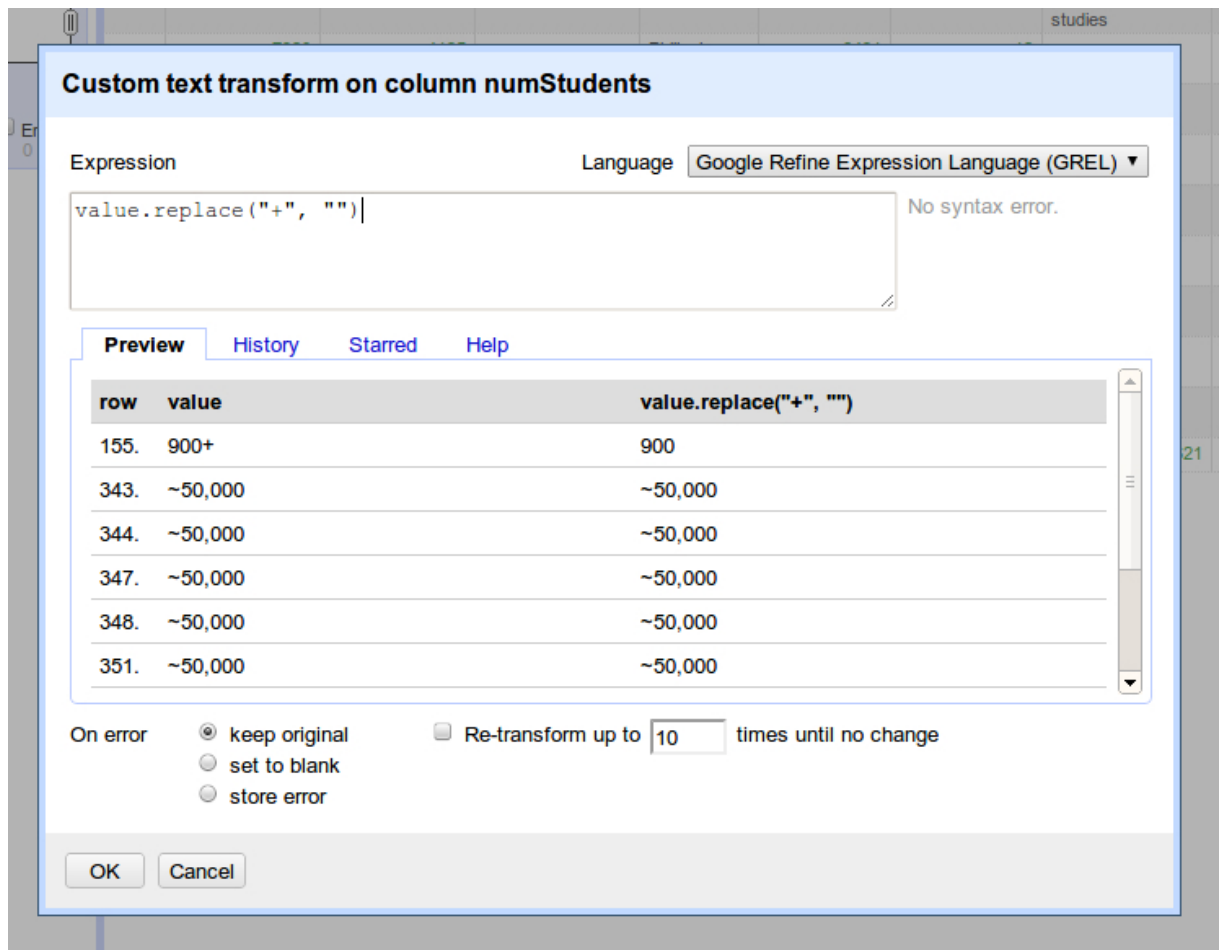 studies
Custom text transform on column numStudents
Er
0
Expression Language Google Refine Expression Language (GREL) ▼
value.replace("+", "") No syntax error.
Preview History Starred Help
row value value.replace("+", "")
155. 900+ 900
21
343. ~50,000 ~50,000
344. ~50,000 ~50,000
347. ~50,000 ~50,000
348. ~50,000 ~50,000
351. ~50,000 ~50,000
On error keep original Re-transform up to 10 times until no change
set to blank
store error
OK Cancel